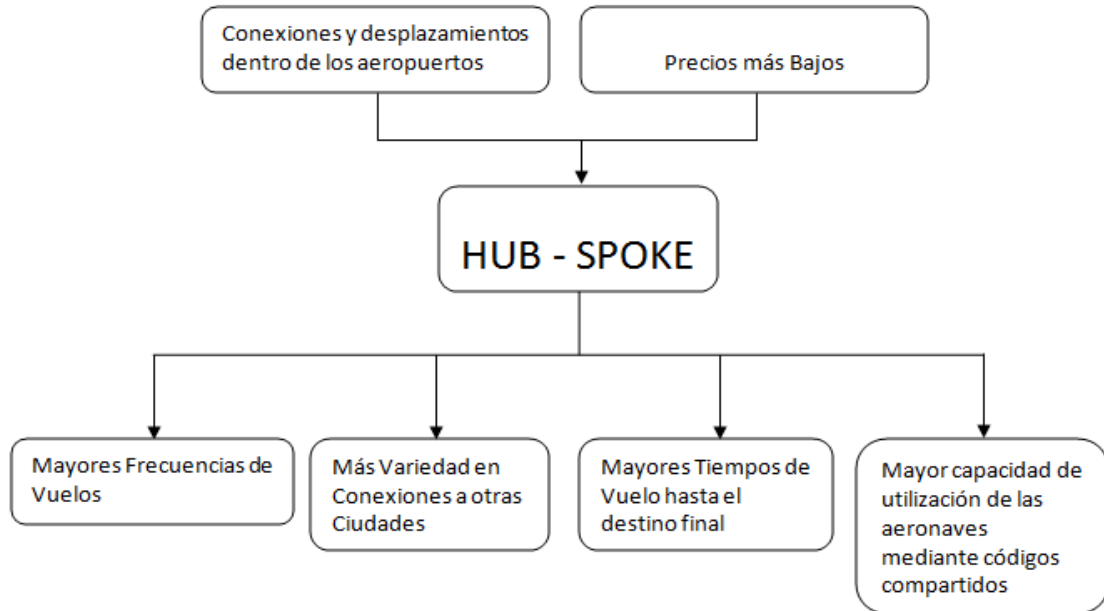 Conexiones y desplazamientos
dentro de los aeropuertos
Precios más Bajos
HUB - SPOKE
Mayores Frecuencias de
Vuelos
Más Variedad en
Conexiones a otras
Ciudades
Mayores Tiempos de
Vuelo hasta el
destino final
Mayor capacidad de
utilización de las
aeronaves
mediante códigos
compartidos